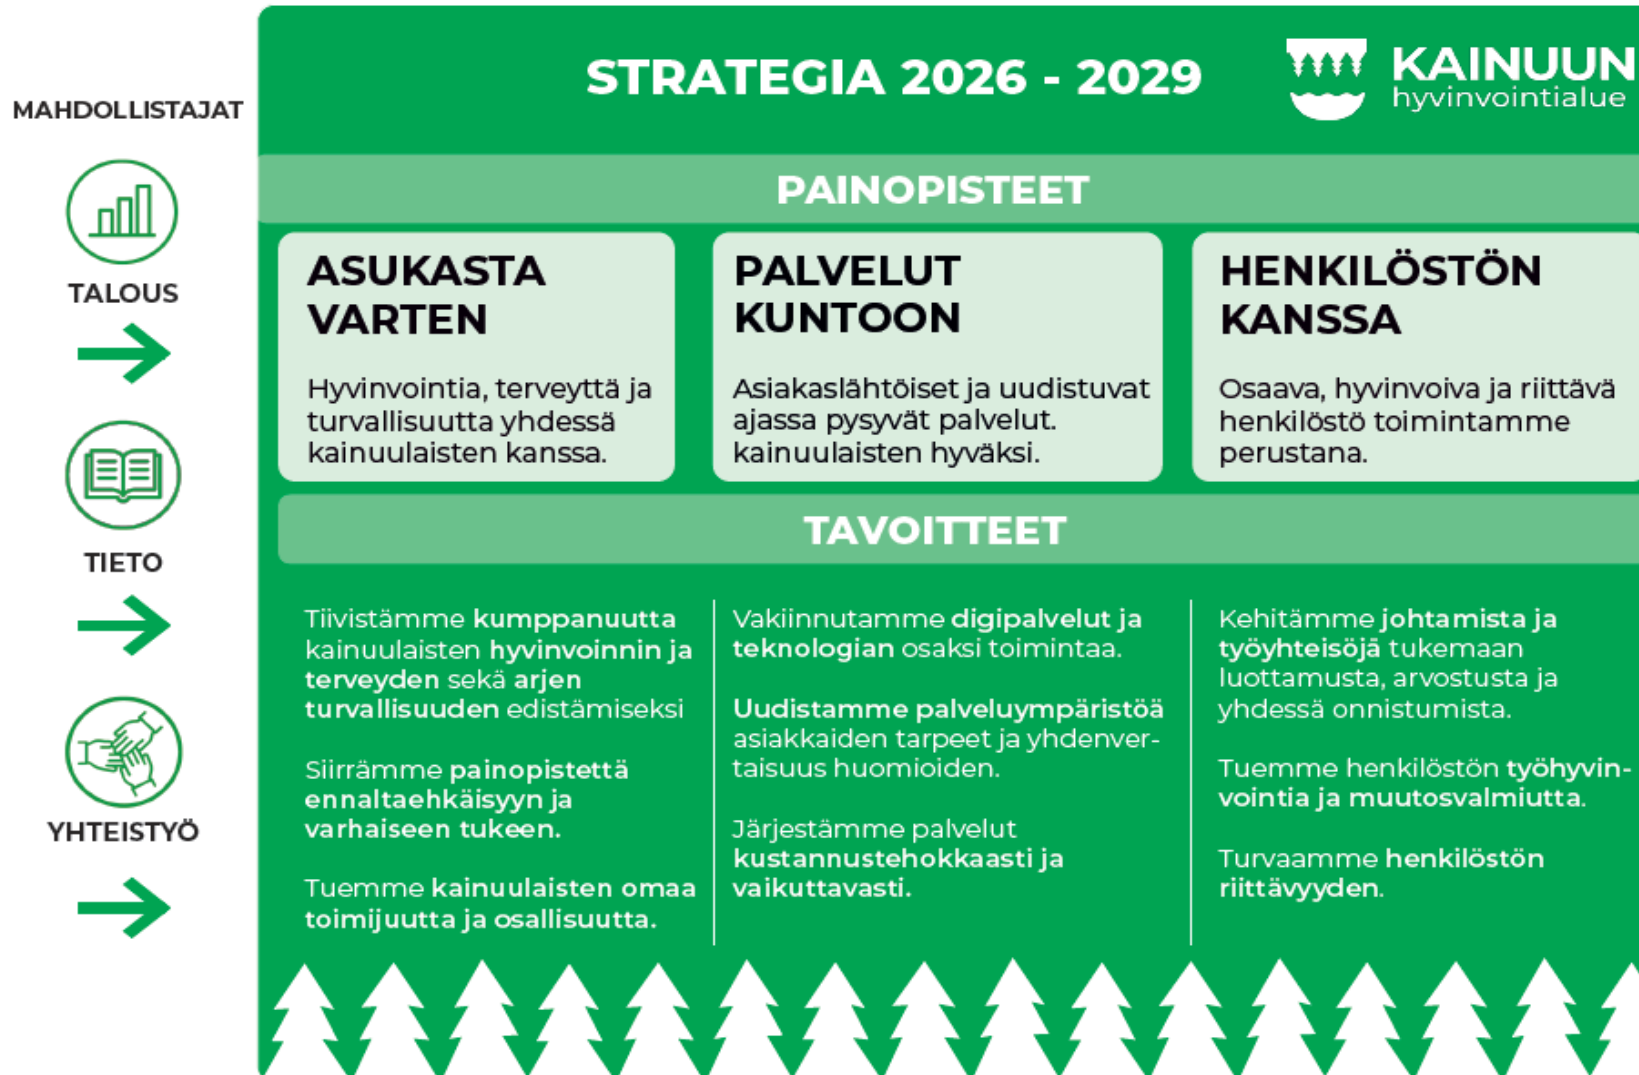 MAHDOLLISTAJAT
TALOUS
TIETO
YHTEISTYÖ
STRATEGIA 2026 - 2029
KAINUUN
hyvinvointialue
PAINOPISTEET
ASUKASTA
VARTEN
Hyvinvointia, terveyttä ja
turvallisuutta yhdessä
kainuulaisten kanssa.
PALVELUT
KUNTOON
Asiakaslähtöiset ja uudistuvat
ajassa pysyvät palvelut.
kainuulaisten hyväksi.
HENKILÖSTÖN
KANSSA
Osaava, hyvinvoiva ja riittävä
henkilöstö toimintamme
perustana.
TAVOITTEET
Tiivistämme kumppanuutta
kainuulaisten hyvinvoinnin ja
terveyden sekä arjen
turvallisuuden edistämiseksi
Siirrämme painopistettä
ennaltaehkäisyyn ja
varhaiseen tukeen.
Tuemme kainuulaisten omaa
toimijuutta ja osallisuutta.
Vakiinnutamme digipalvelut ja
teknologian osaksi toimintaa.
Uudistamme palveluympäristöä
asiakkaiden tarpeet ja yhdenver-
taisuus huomioiden.
Järjestämme palvelut
kustannustehokkaasti ja
vaikuttavasti.
Kehitämme johtamista ja
työyhteisöjä tukemaan
luottamusta, arvostusta ja
yhdessä onnistumista.
Tuemme henkilöstön työhyvin-
vointia ja muutosvalmiutta.
Turvaamme henkilöstön
riittävyyden.